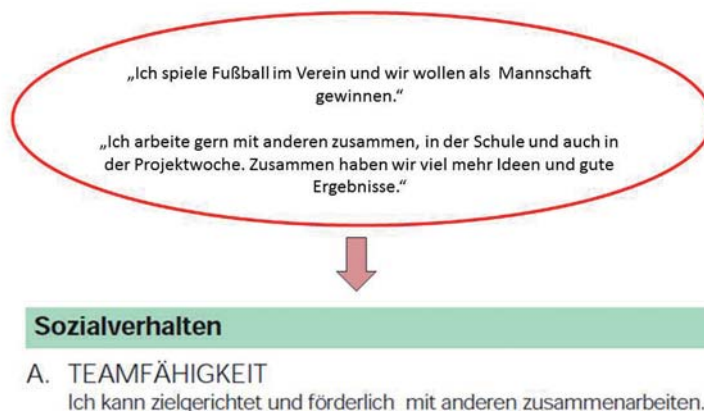 „Ich spiele Fußball im Verein und wir wollen als Mannschaft
gewinnen.“
„Ich arbeite gern mit anderen zusammen, in der Schule und auch in
der Projektwoche. Zusammen haben wir viel mehr Ideen und gute
Ergebnisse.“
Sozialverhalten
A. TEAMFÄHIGKEIT
Ich kann zielgerichtet und förderlich mit anderen zusammenarbeiten.